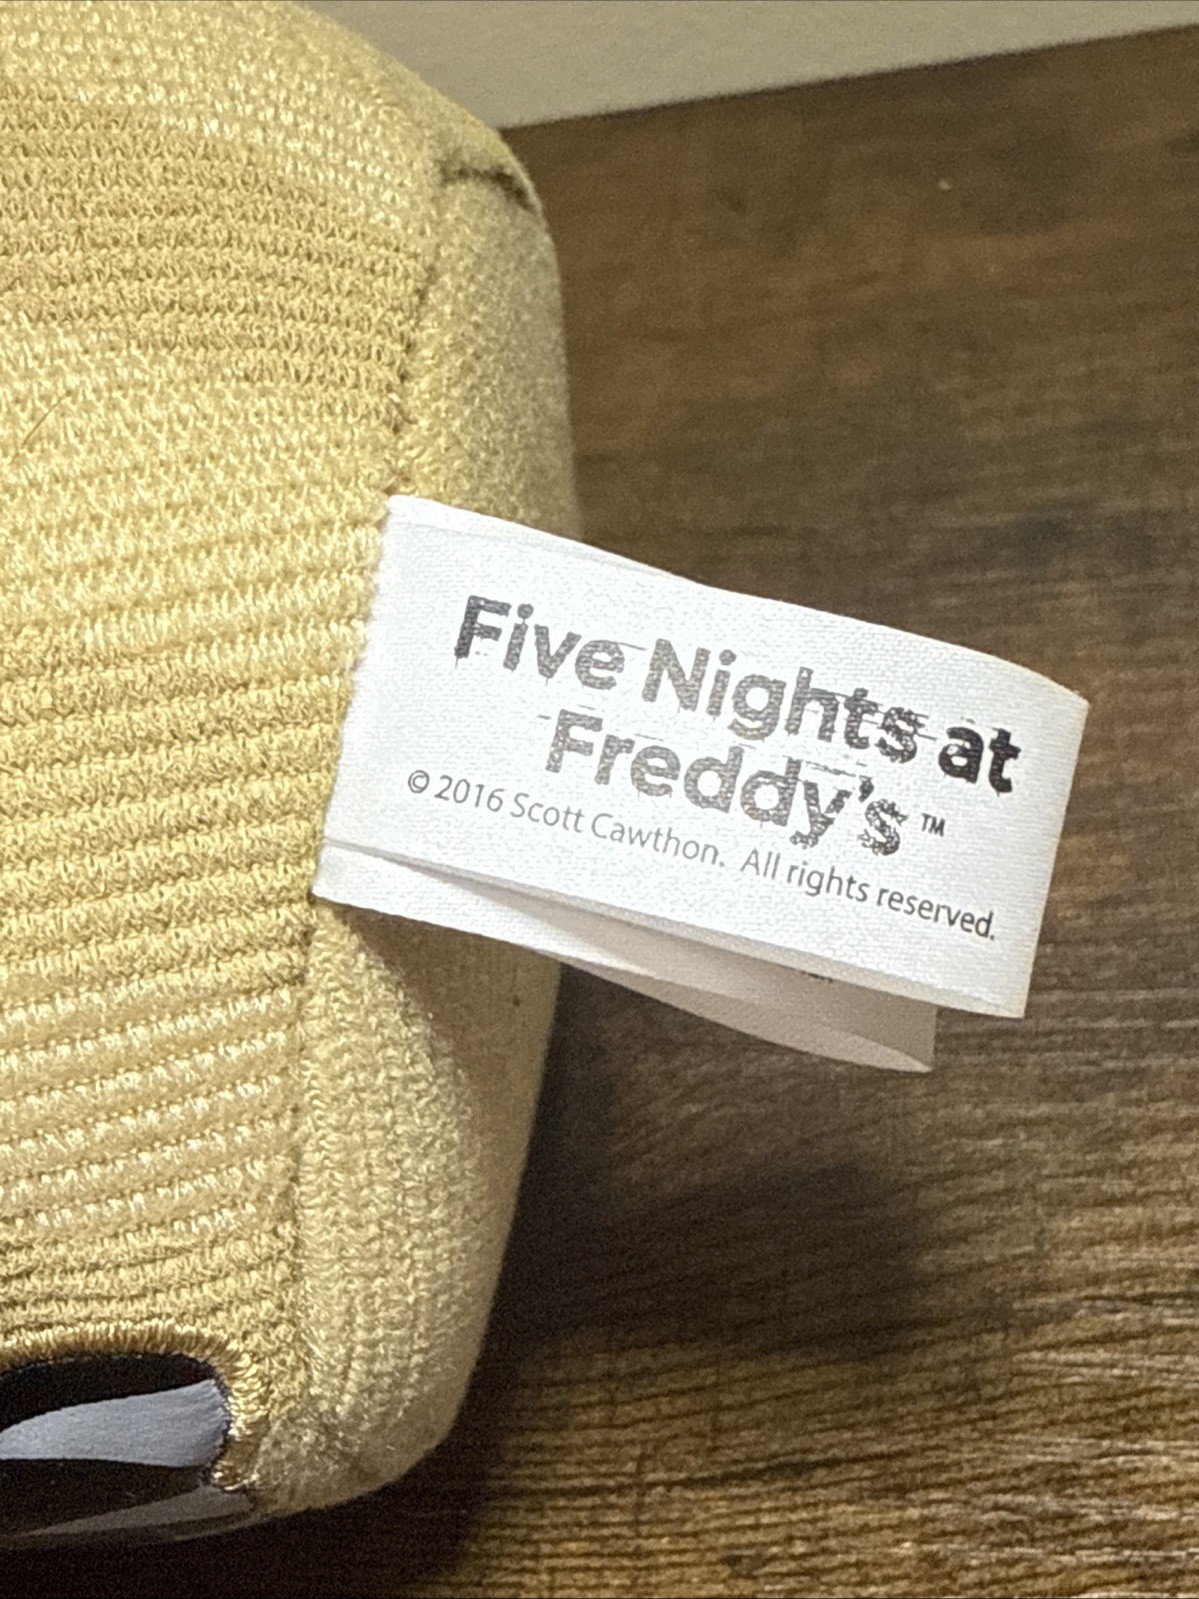 Five Nights at
Freddy's™
© 2016 Scott Cawthon. All rights reserved.